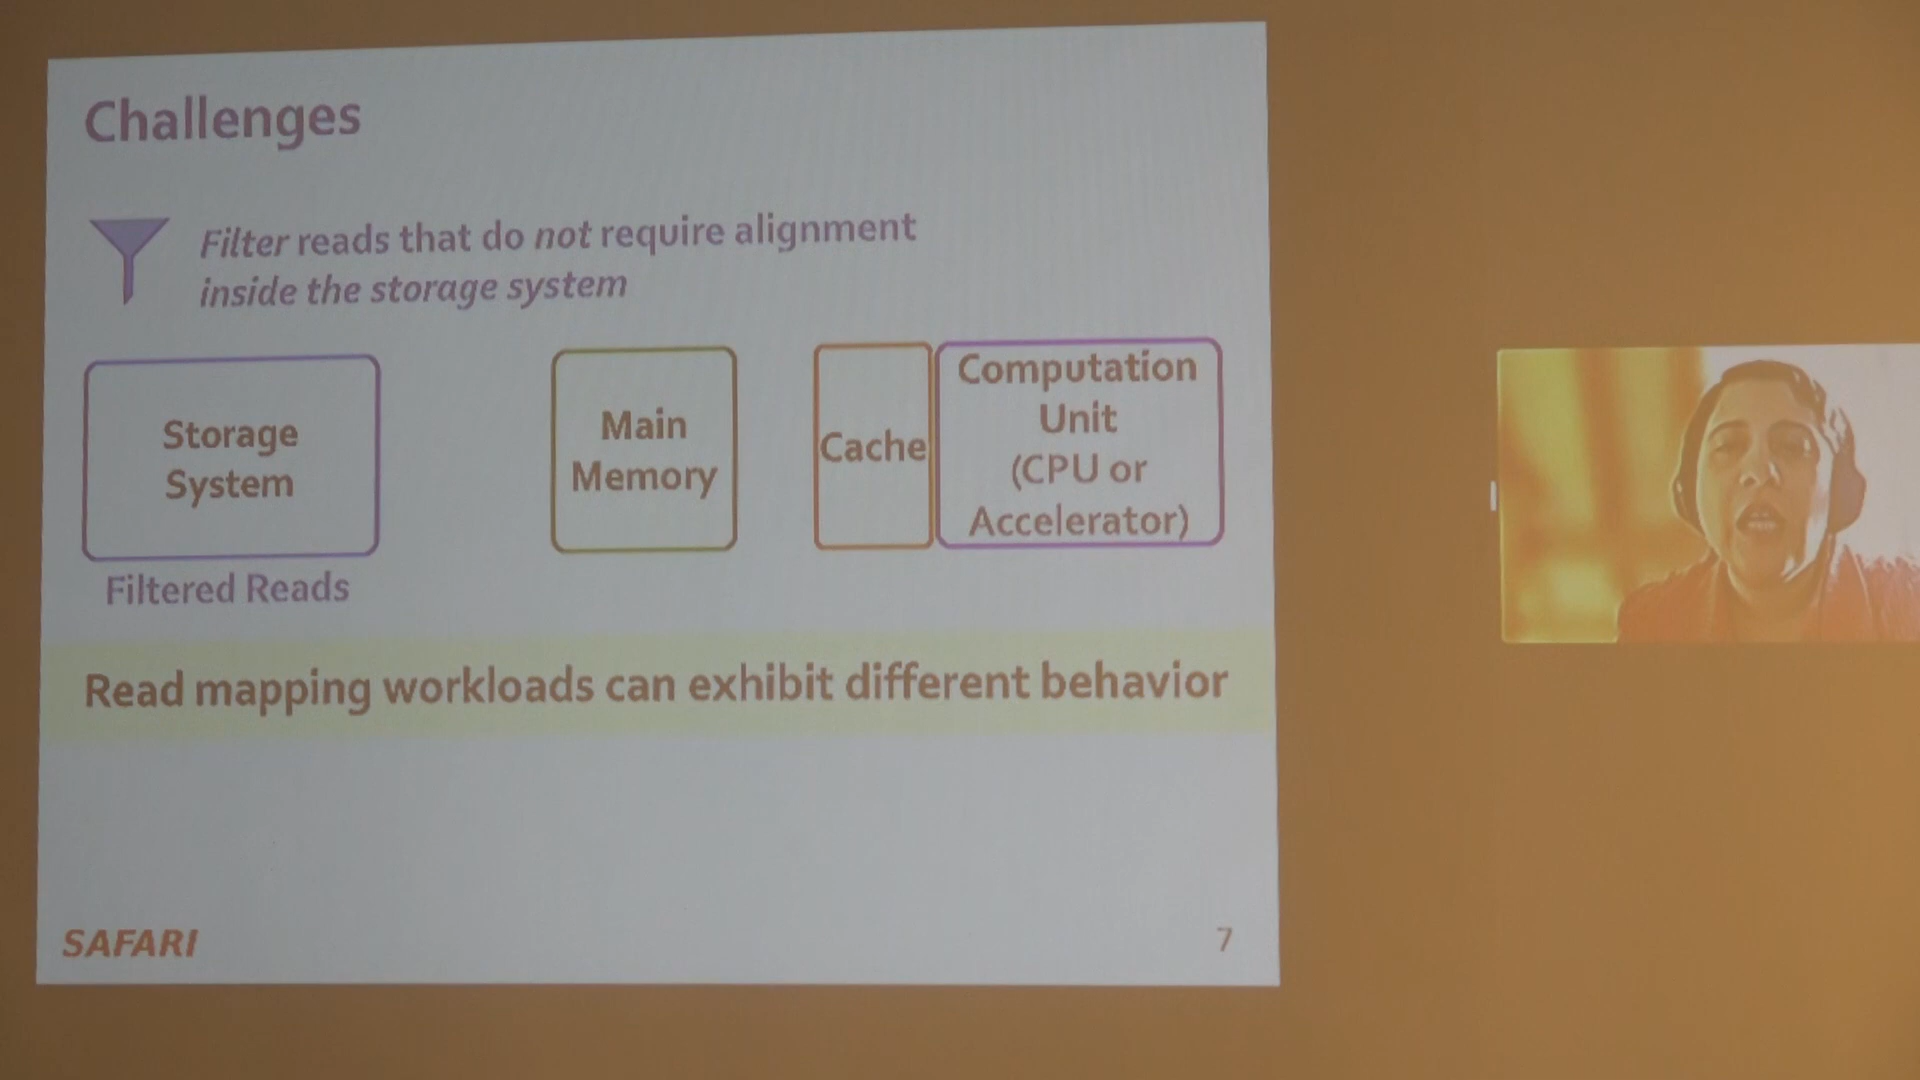 Challenges
Filter reads that do not require alignment
inside the storage system
Storage
System
Main
Memory
Cache
Computation
Unit
(CPU or
Accelerator)
Filtered Reads
Read mapping workloads can exhibit different behavior
SAFARI
7